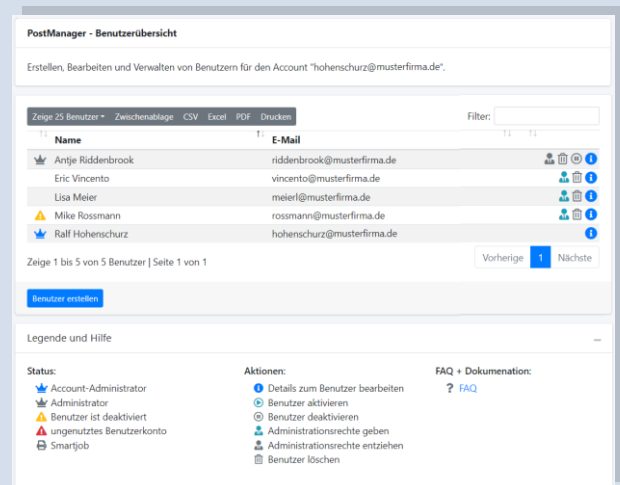 PostManager - Benutzerübersicht
Erstellen, Bearbeiten und Verwalten von Benutzern für den Account "hohenschurz@musterfirma.de".
Zeige 25 Benutzer Zwischenablage CSV Excel PDF Drucken Filter:
Name E-Mail
Antje Riddenbrook riddenbrook@musterfirma.de
Eric Vincento vincento@musterfirma.de
Lisa Meier meierl@musterfirma.de
Mike Rossmann rossmann@musterfirma.de
Ralf Hohenschurz hohenschurz@musterfirma.de
Zeige 1 bis 5 von 5 Benutzer | Seite 1 von 1 Vorherige 1 Nächste
Benutzer erstellen
Legende und Hilfe
Status:
Account-Administrator
Administrator
Benutzer ist deaktiviert
ungenutztes Benutzerkonto
Smartjob
Aktionen:
Details zum Benutzer bearbeiten
Benutzer aktivieren
Benutzer deaktivieren
Administrationsrechte geben
Administrationsrechte entziehen
Benutzer löschen
FAQ + Dokumenation:
? FAQ